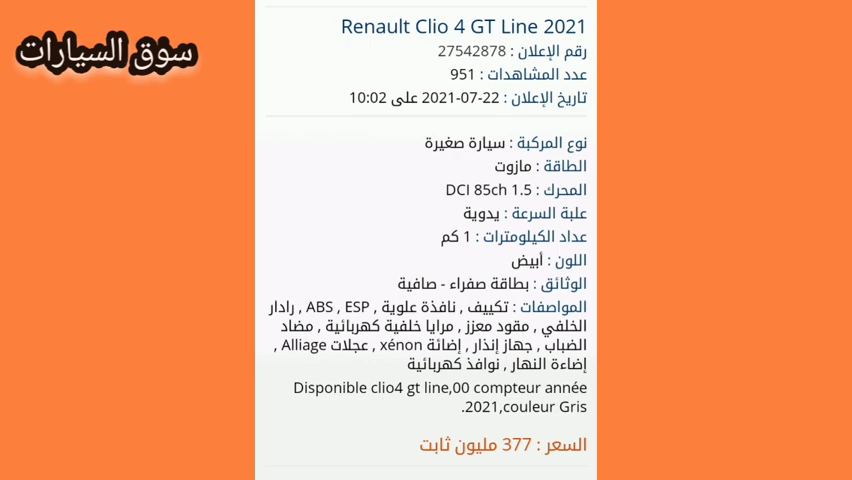 سوق السيارات
Renault Clio 4 GT Line 2021
رقم الإعلان : 27542878
عدد المشاهدات : 951
تاريخ الإعلان : 22-07-2021 على 10:02
نوع المركبة : سيارة صغيرة
الطاقة : مازوت
المحرك : 1.5 DCI 85ch
علبة السرعة : يدوية
عداد الكيلومترات : 1 كم
اللون : أبيض
الوثائق : بطاقة صفراء - صافية
المواصفات : تكييف , نافذة علوية , ABS , ESP , رادار
الخلفي , مقود معزز , مرايا خلفية كهربائية , مضاد
الضباب , جهاز إنذار , إضائة xénon , عجلات Alliage ,
إضاءة النهار , نوافذ كهربائية
Disponible clio4 gt line,00 compteur année
2021,couleur Gris.
السعر : 377 مليون ثابت